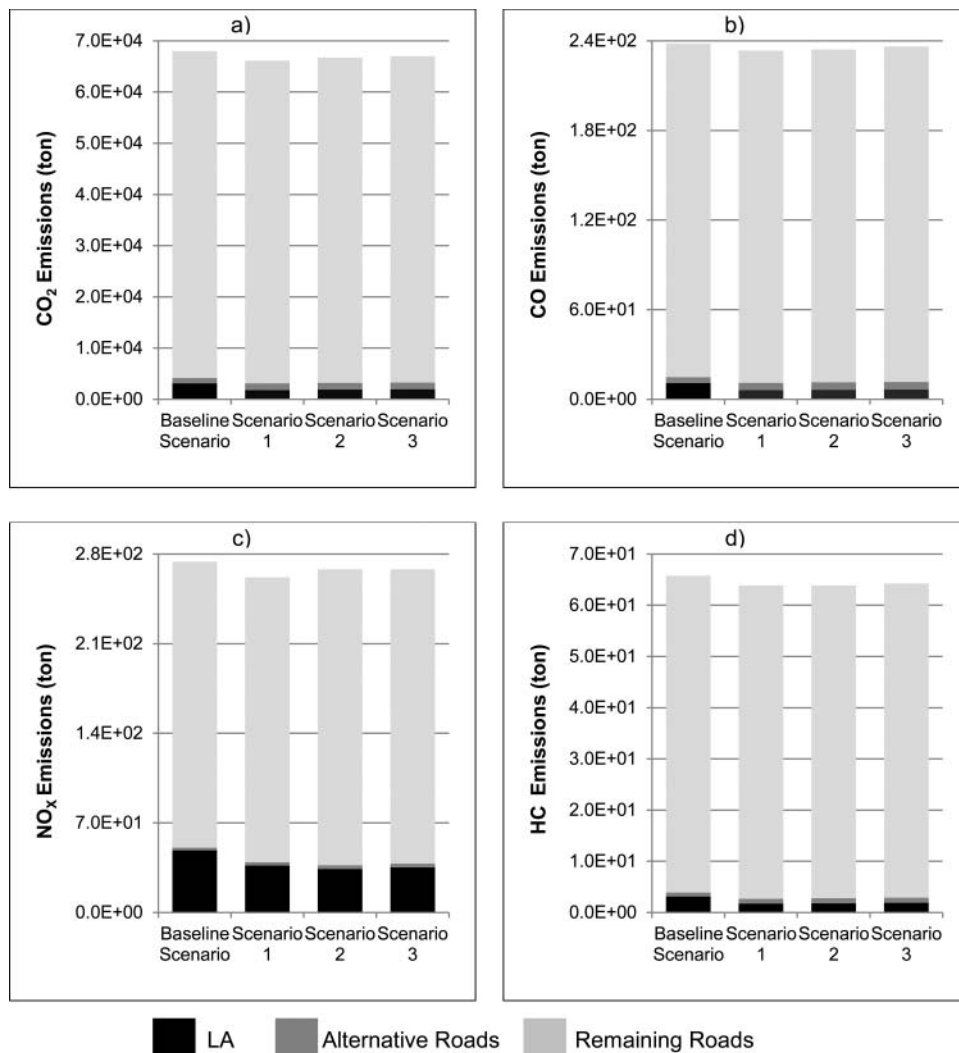 a)
7.0E+04
6.0E+04
5.0E+04
4.0E+04
3.0E+04
2.0E+04
1.0E+04
0.0E+00
CO₂ Emissions (ton)
Baseline Scenario Scenario Scenario
Scenario 1 2 3
b)
2.4E+02
1.8E+02
1.2E+02
6.0E+01
0.0E+00
CO Emissions (ton)
Baseline Scenario Scenario Scenario
Scenario 1 2 3
c)
2.8E+02
2.1E+02
1.4E+02
7.0E+01
0.0E+00
NOX Emissions (ton)
Baseline Scenario Scenario Scenario
Scenario 1 2 3
d)
7.0E+01
6.0E+01
5.0E+01
4.0E+01
3.0E+01
2.0E+01
1.0E+01
0.0E+00
HC Emissions (ton)
Baseline Scenario Scenario Scenario
Scenario 1 2 3
LA Alternative Roads Remaining Roads